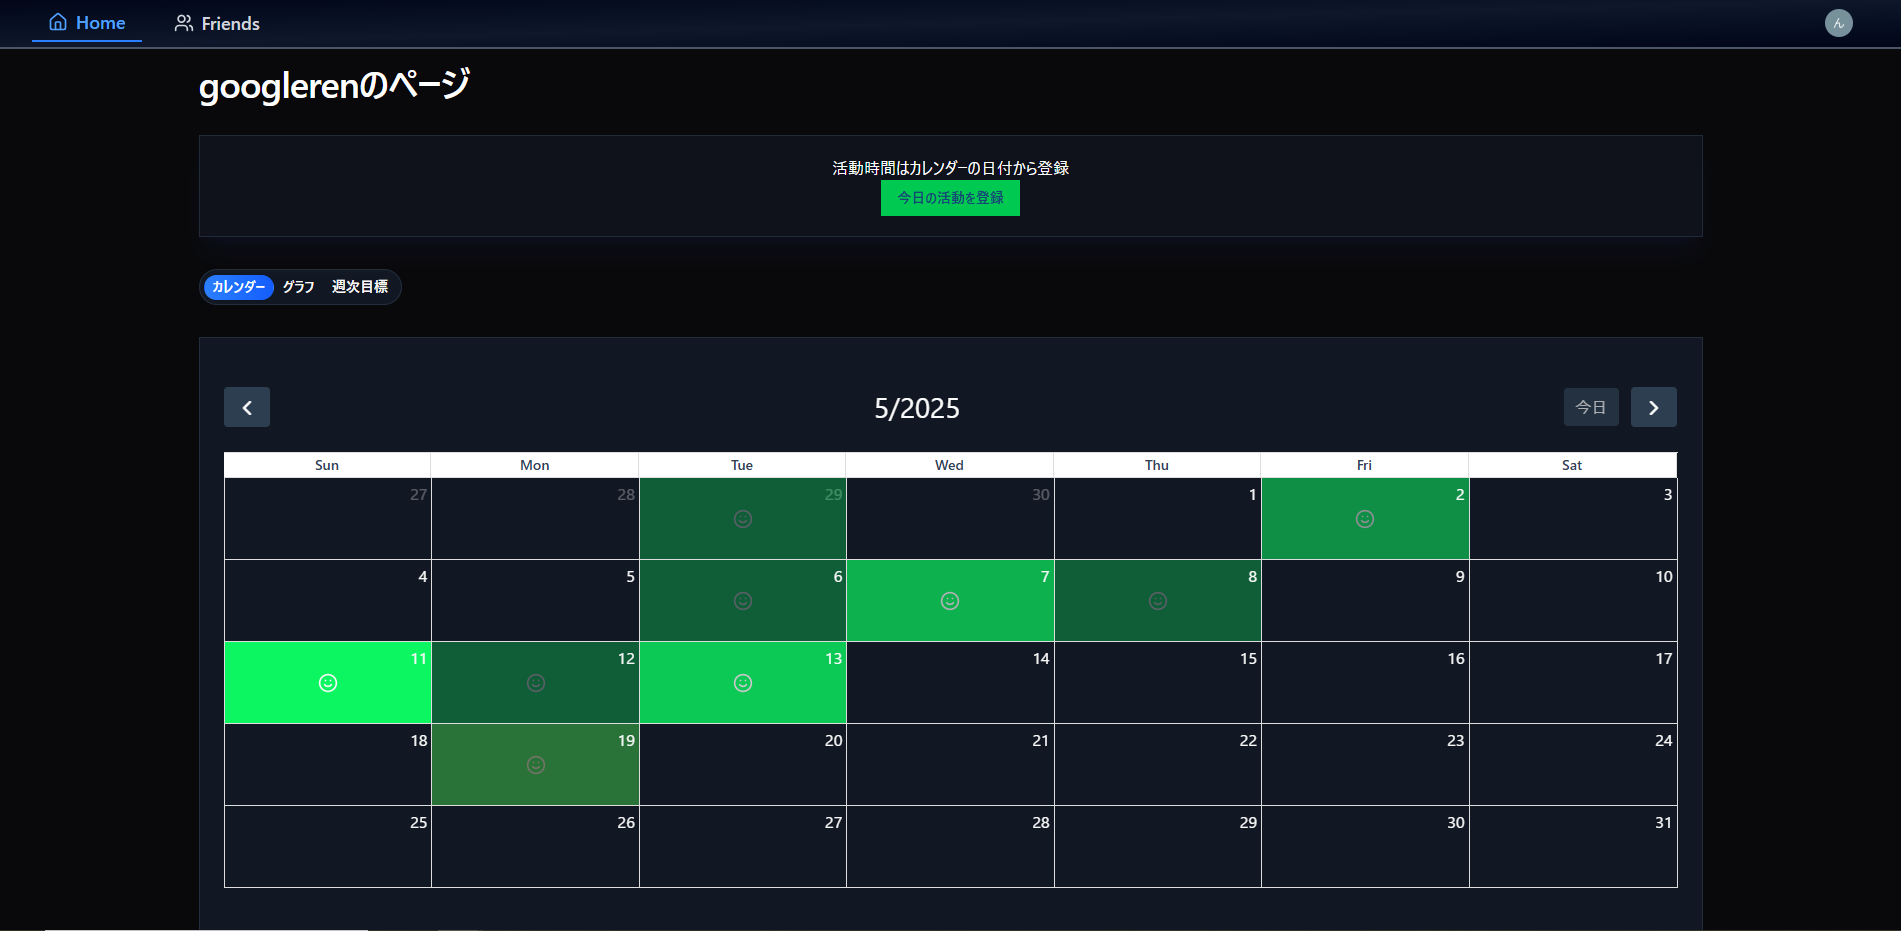 Home Friends ん
googlerenのページ
活動時間はカレンダーの日付から登録
今日の活動を登録
カレンダー グラフ 週次目標
5/2025 今日
Sun Mon Tue Wed Thu Fri Sat
27 28 29 30 1 2 3
4 5 6 7 8 9 10
11 12 13 14 15 16 17
18 19 20 21 22 23 24
25 26 27 28 29 30 31